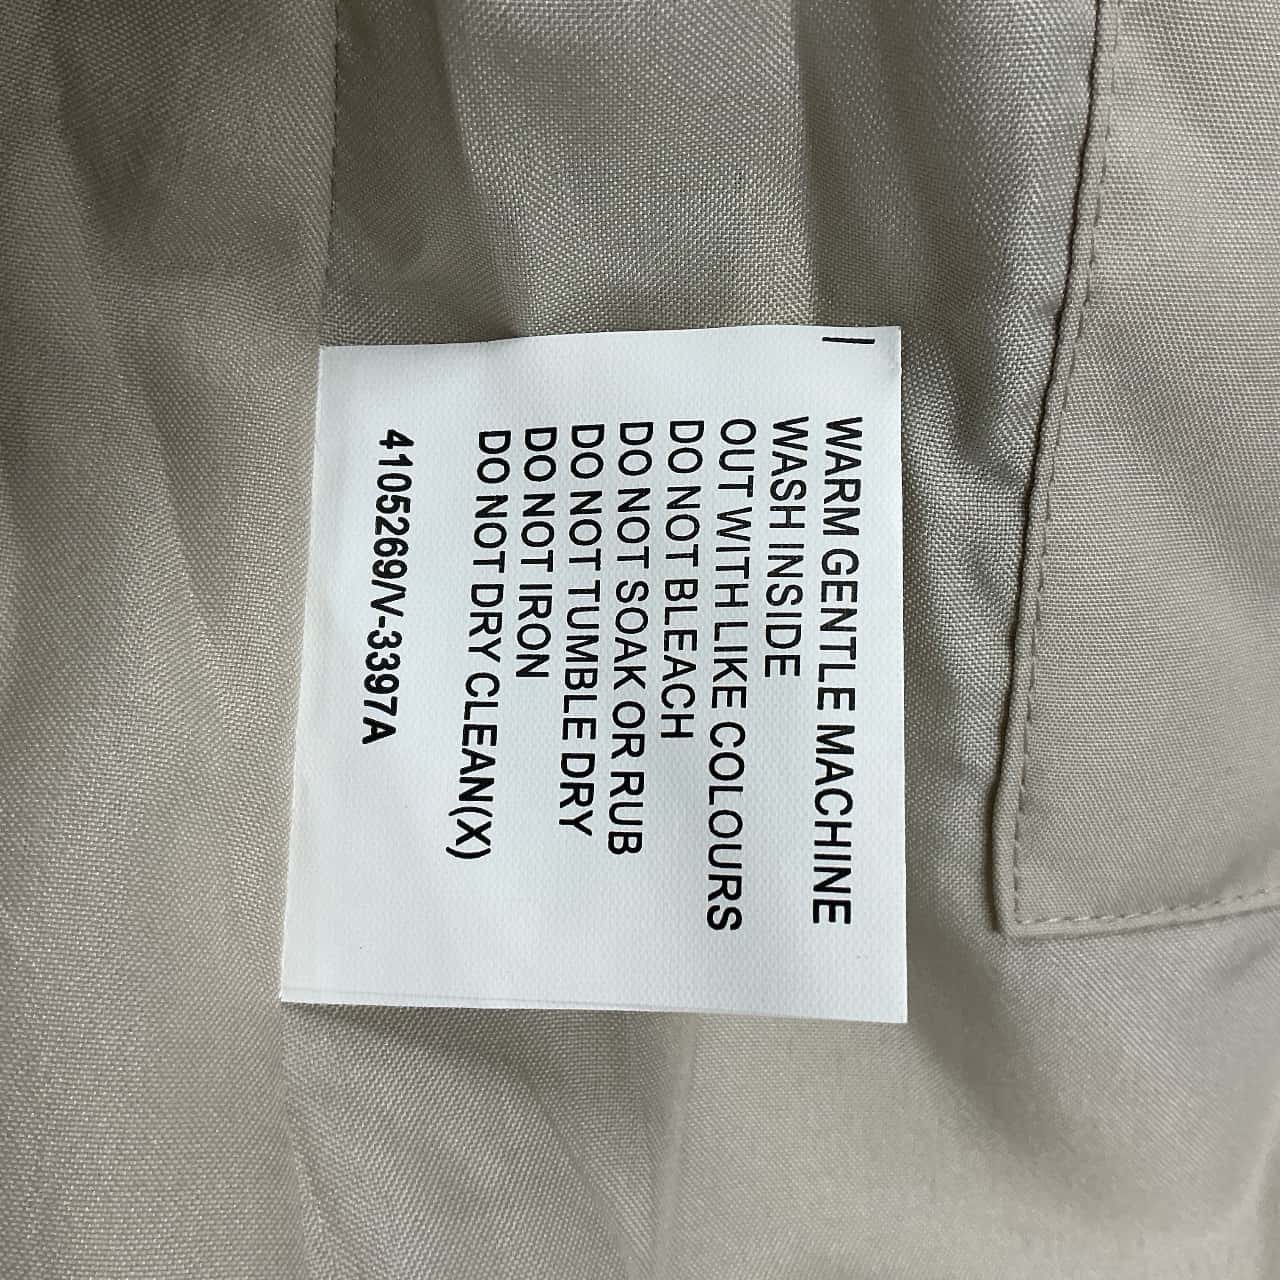 WARM GENTLE MACHINE
WASH INSIDE
OUT WITH LIKE COLOURS
DO NOT BLEACH
DO NOT SOAK OR RUB
DO NOT TUMBLE DRY
DO NOT IRON
DO NOT DRY CLEAN(X)
4105269/V-3397A